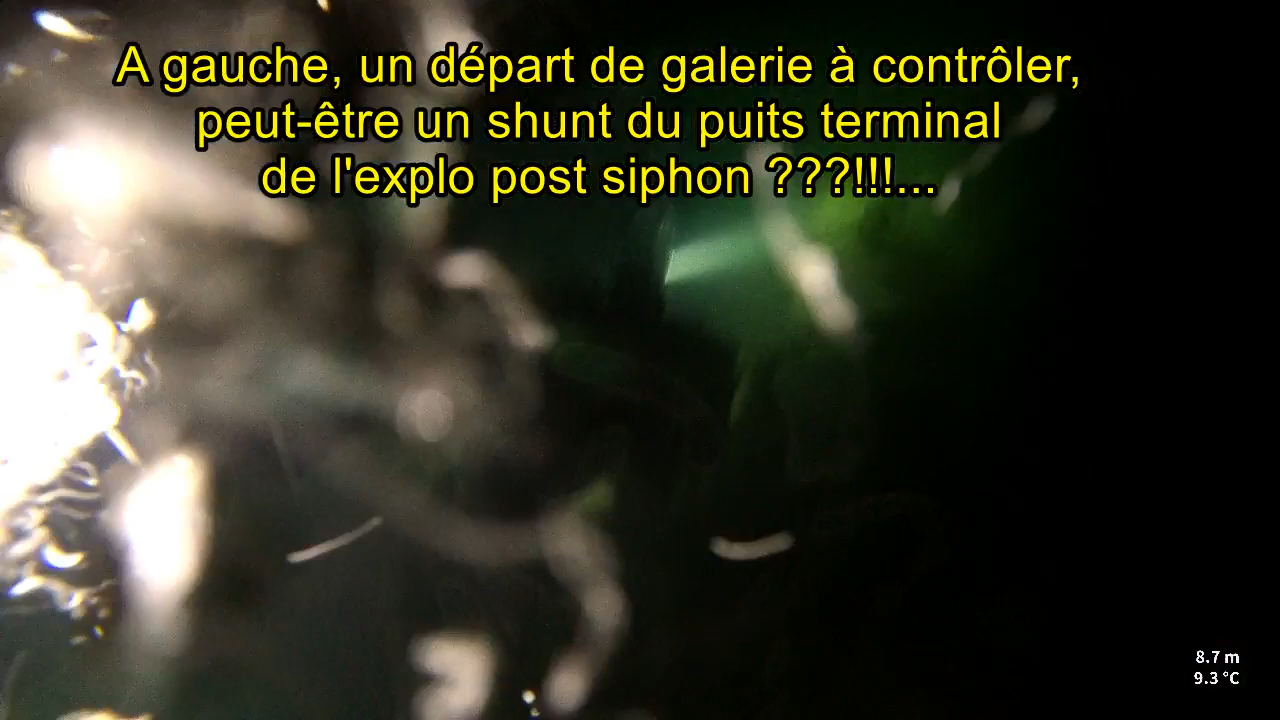 A gauche, un départ de galerie à contrôler,
peut-être un shunt du puits terminal
de l'explo post siphon ???!!!...
8.7 m
9.3 °C